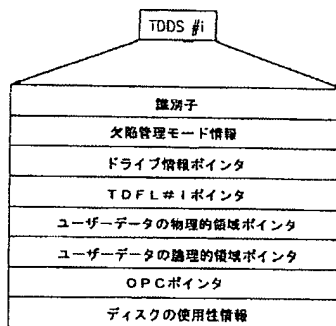 TDDS #i
識別子
欠陥管理モード情報
ドライブ情報ポインタ
TDFL#iポインタ
ユーザーデータの物理的領域ポインタ
ユーザーデータの論理的領域ポインタ
OPCポインタ
ディスクの使用性情報